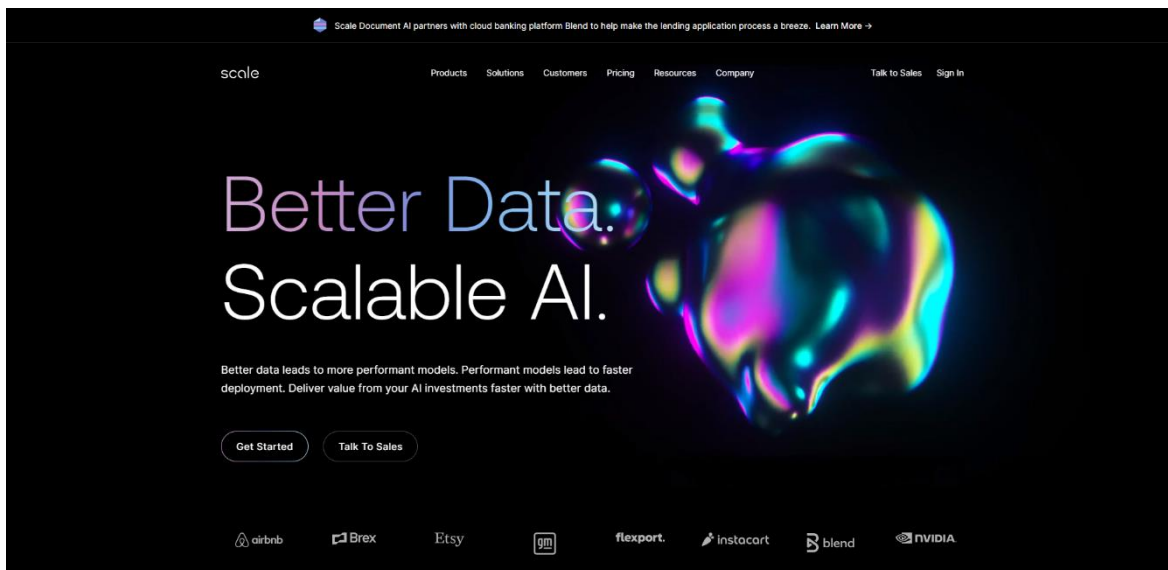 Scale Document AI partners with cloud banking platform Blend to help make the lending application process a breeze. Learn More →
scale Products Solutions Customers Pricing Resources Company Talk to Sales Sign In
Better Data.
Scalable AI.
Better data leads to more performant models. Performant models lead to faster
deployment. Deliver value from your AI investments faster with better data.
Get Started Talk To Sales
airbnb Brex Etsy gm flexport. instacart blend NVIDIA.